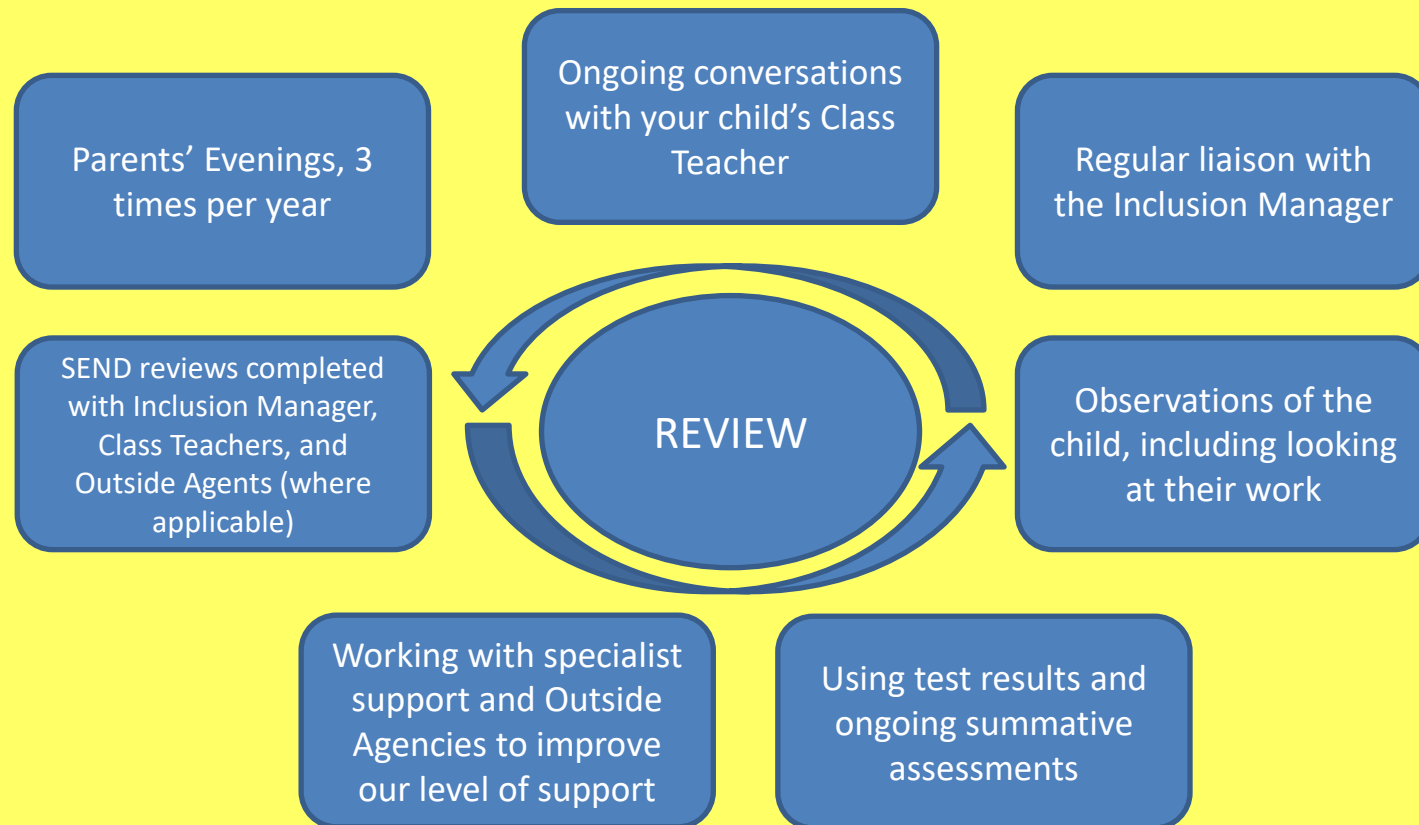 Ongoing conversations
with your child’s Class
Teacher
Parents’ Evenings, 3
times per year
Regular liaison with
the Inclusion Manager
SEND reviews completed
with Inclusion Manager,
Class Teachers, and
Outside Agents (where
applicable)
REVIEW
Observations of the
child, including looking
at their work
Working with specialist
support and Outside
Agencies to improve
our level of support
Using test results and
ongoing summative
assessments